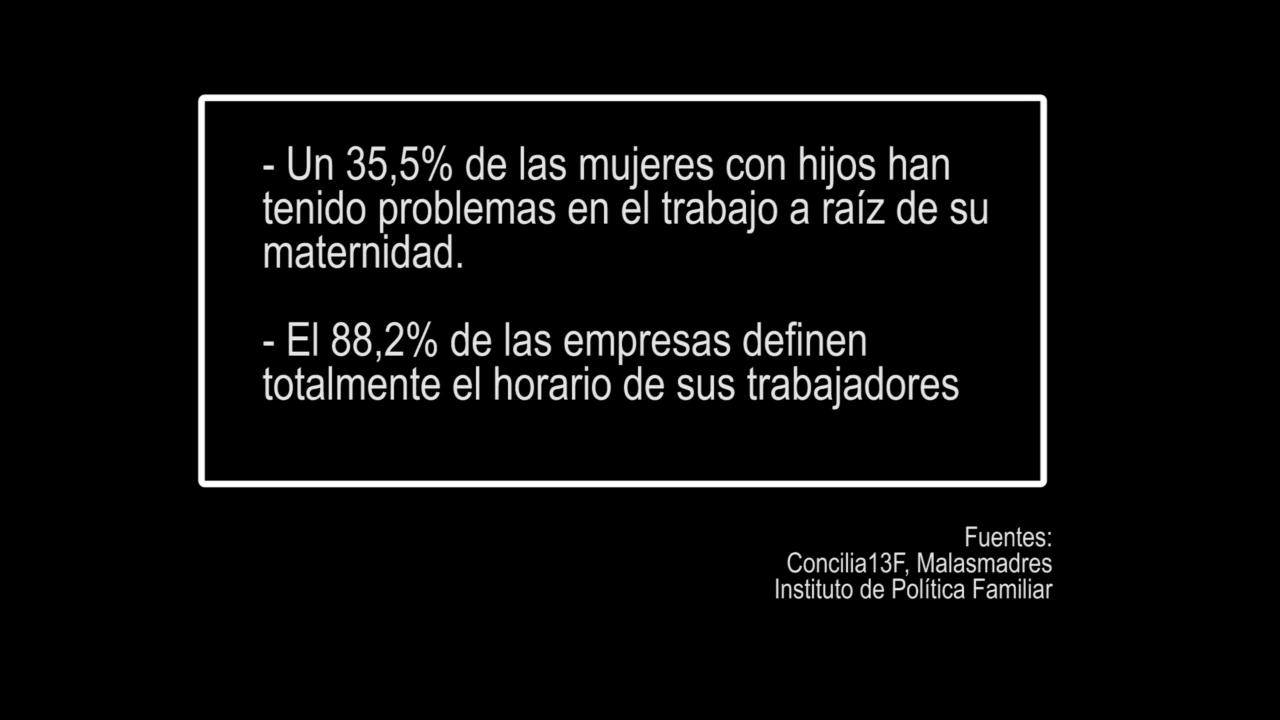 - Un 35,5% de las mujeres con hijos han
tenido problemas en el trabajo a raíz de su
maternidad.
- El 88,2% de las empresas definen
totalmente el horario de sus trabajadores
Fuentes:
Concilia13F, Malasmadres
Instituto de Política Familiar